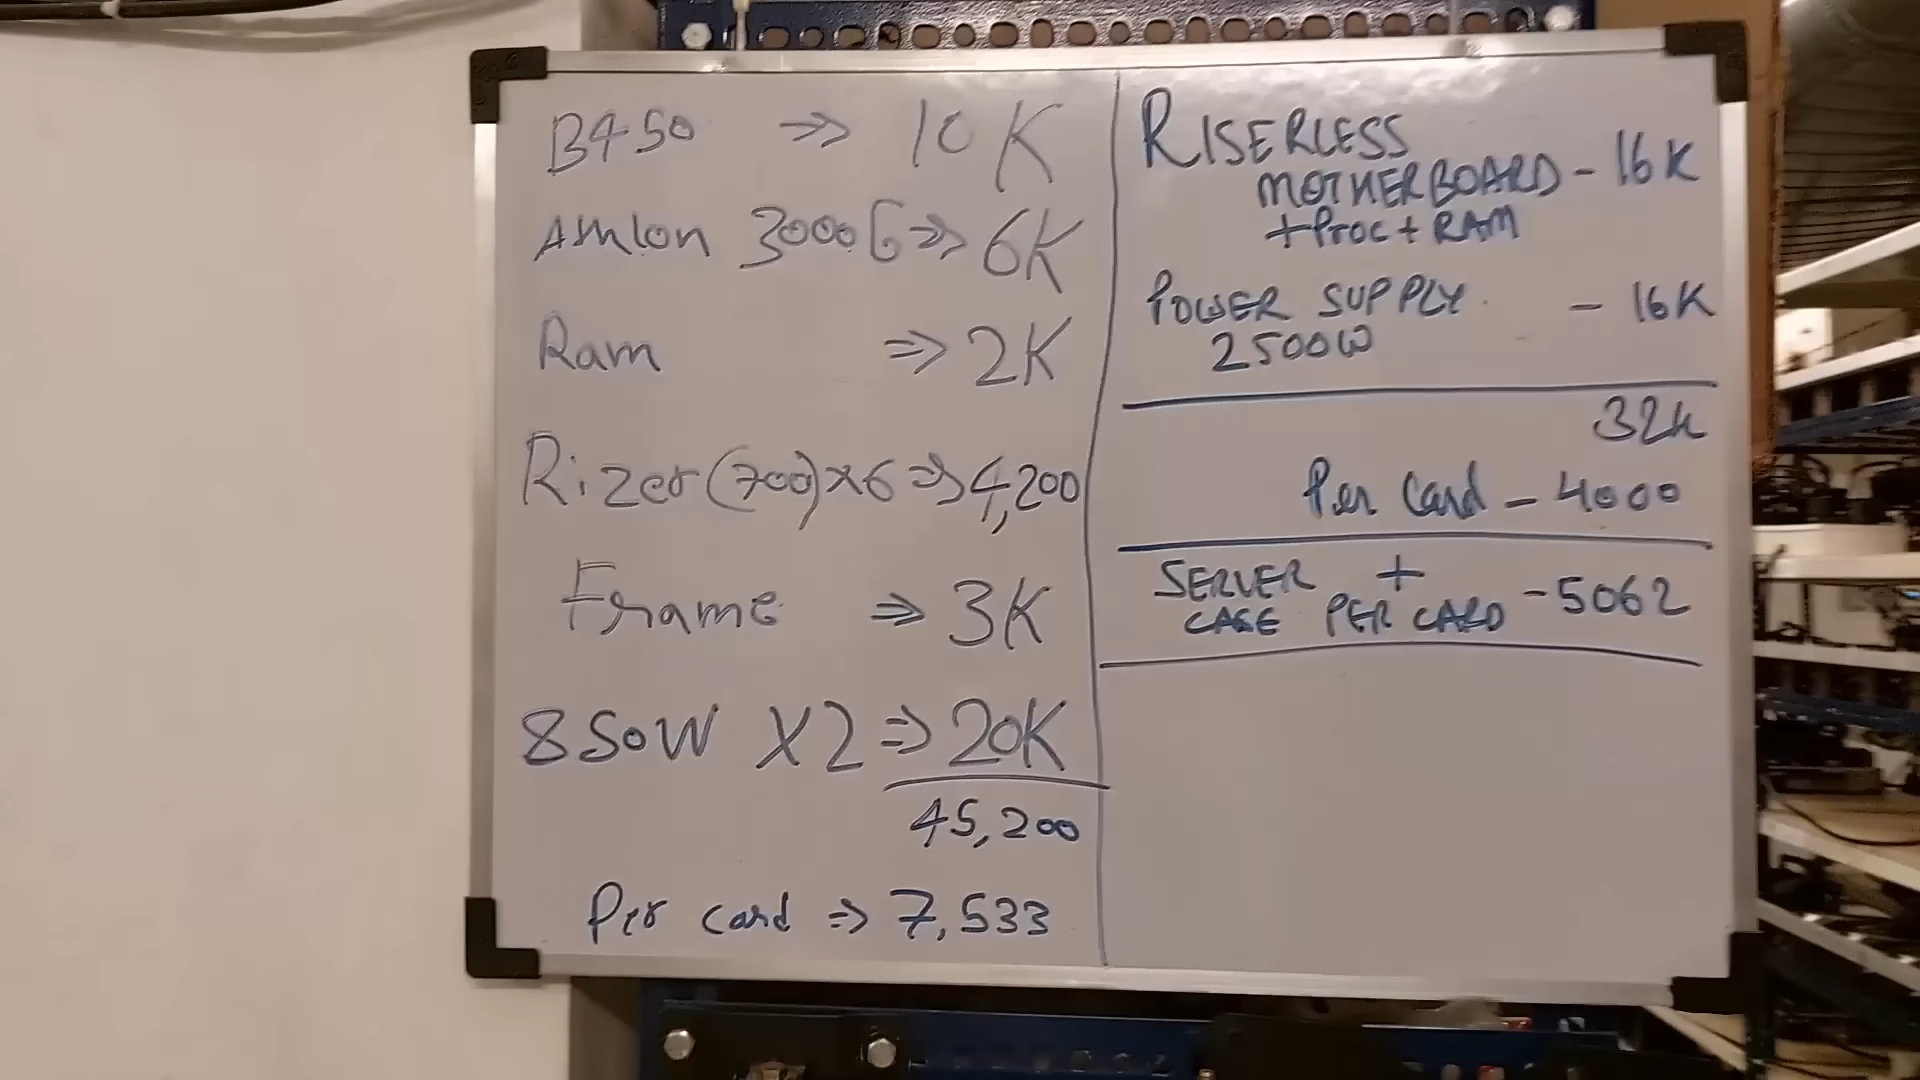 B450 => 10K
Athlon 3000G => 6K
Ram => 2K
Rizer (700) x6 => 4,200
Frame => 3K
850W X2 => 20K
45,200
Per card => 7,533
RISERLESS
MOTHERBOARD - 16K
+ Proc + RAM
POWER SUPPLY - 16K
2500W
32K
Per Card - 4000
SERVER +
CASE PER CARD - 5062